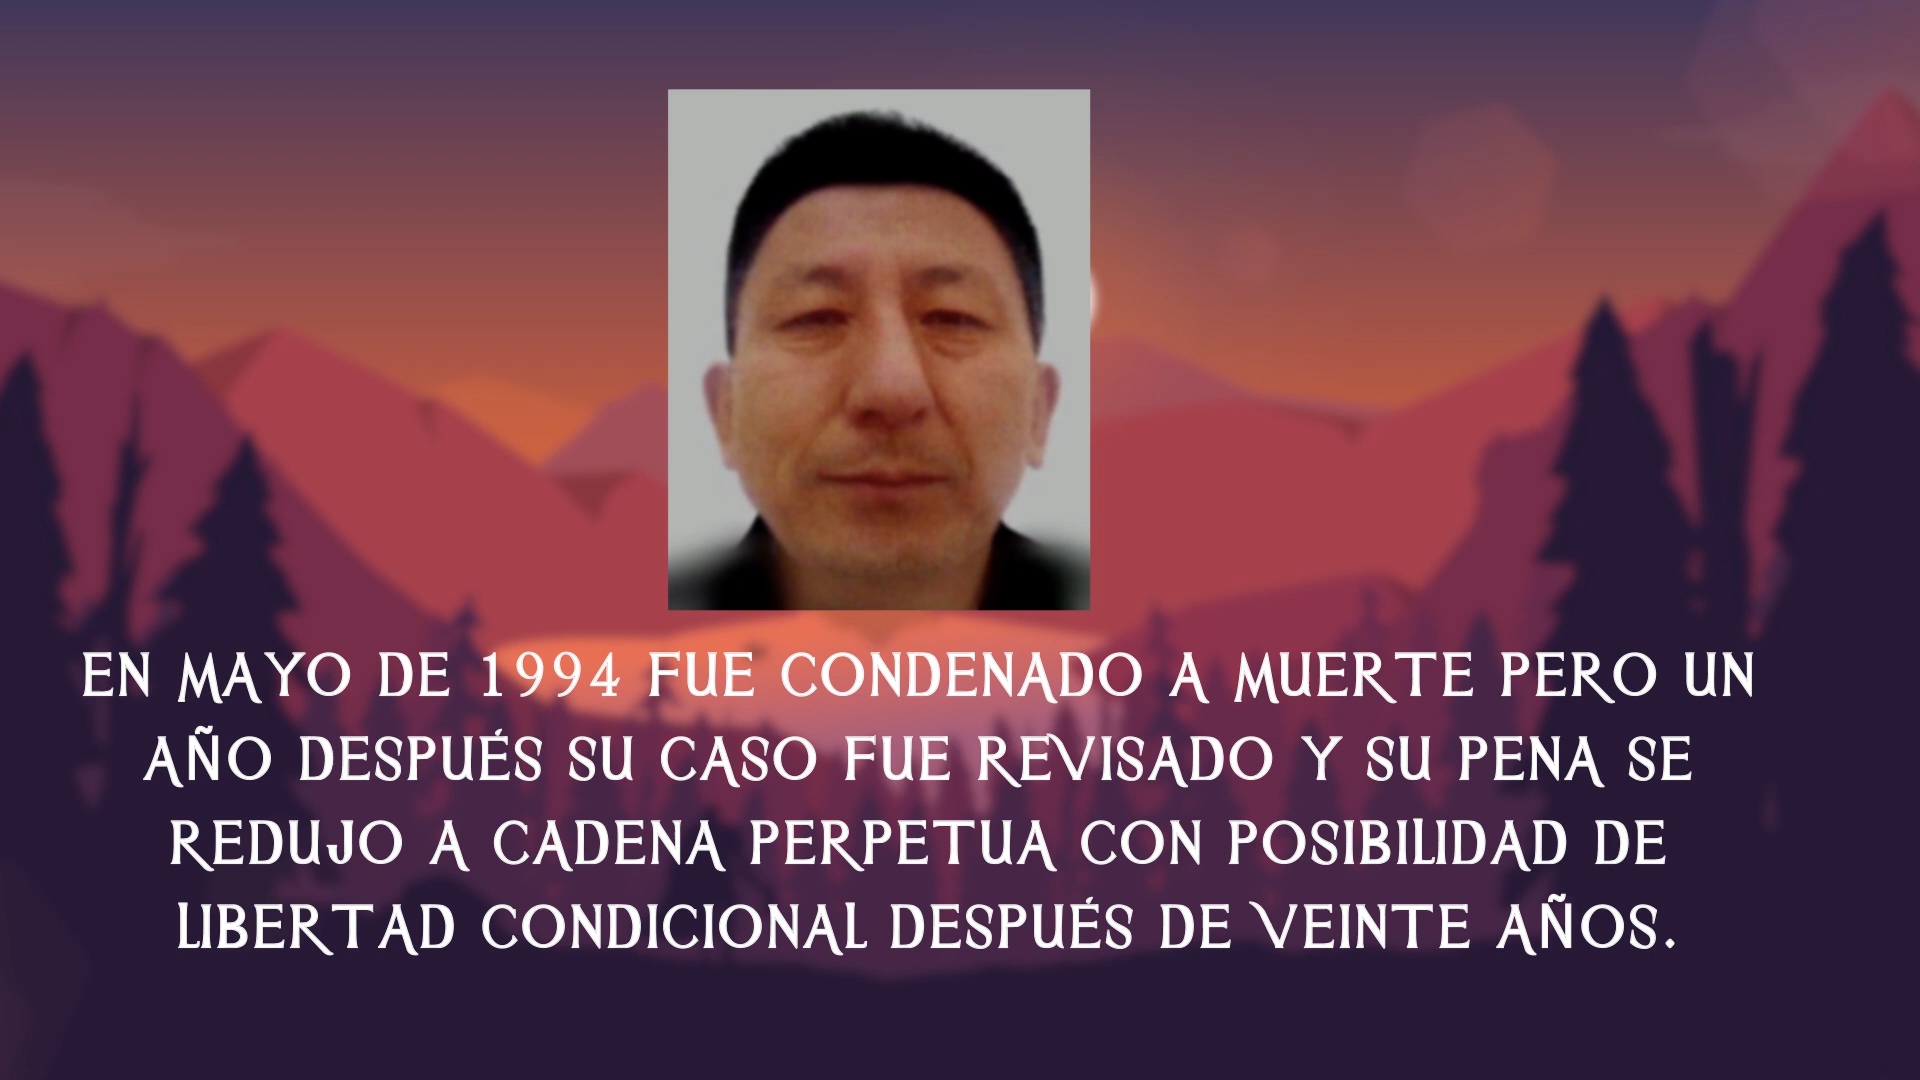 EN MAYO DE 1994 FUE CONDENADO A MUERTE PERO UN
AÑO DESPUÉS SU CASO FUE REVISADO Y SU PENA SE
REDUJO A CADENA PERPETUA CON POSIBILIDAD DE
LIBERTAD CONDICIONAL DESPUÉS DE VEINTE AÑOS.